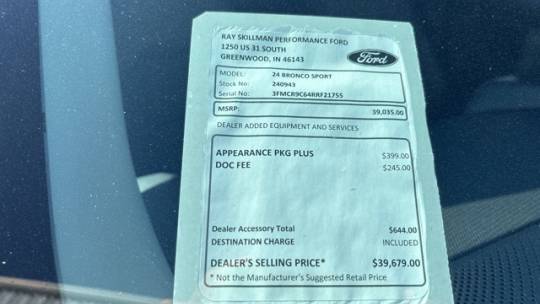 RAY SKILLMAN PERFORMANCE FORD
1250 US 31 SOUTH
GREENWOOD, IN 46143
Ford
MODEL: 24 BRONCO SPORT
Stock No: 240943
Serial No: 3FMCR9C64RRF21755
MSRP: 39,035.00
DEALER ADDED EQUIPMENT AND SERVICES
APPEARANCE PKG PLUS $399.00
DOC FEE $245.00
Dealer Accessory Total $644.00
DESTINATION CHARGE INCLUDED
DEALER'S SELLING PRICE* $39,679.00
* Not the Manufacturer's Suggested Retail Price